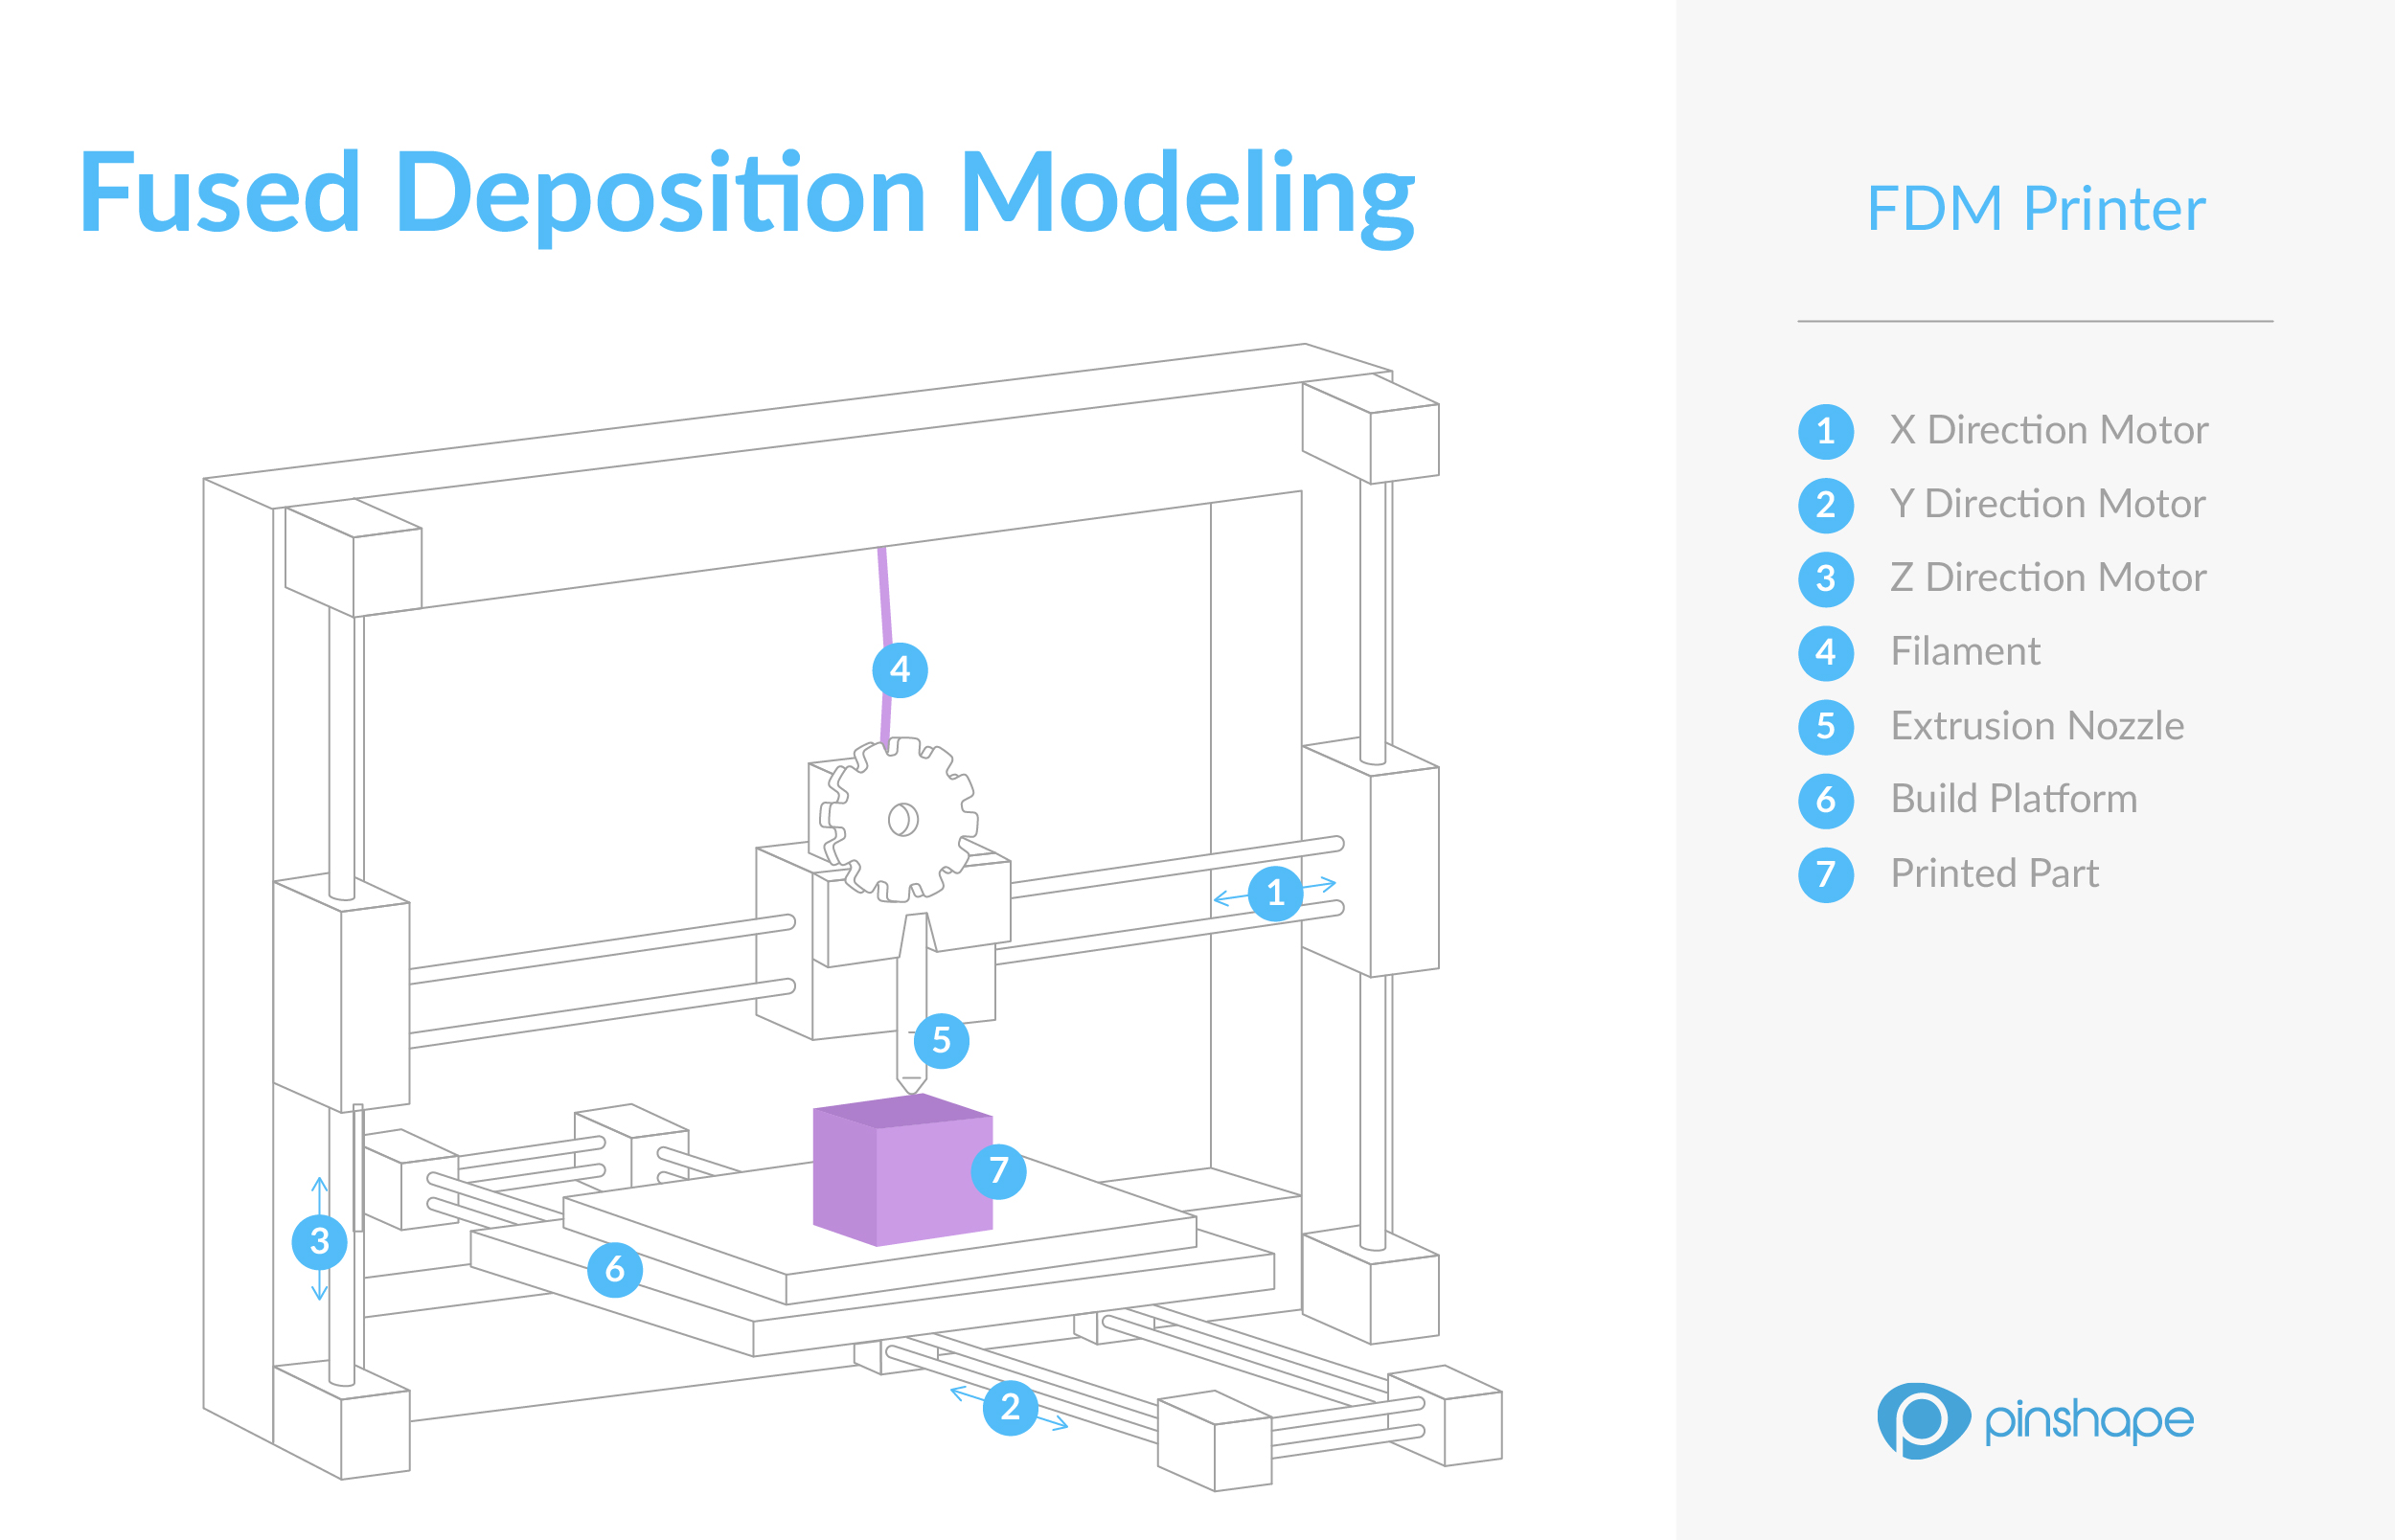 Fused Deposition Modeling
4
1
5
7
3
6
2
FDM Printer
1 X Direction Motor
2 Y Direction Motor
3 Z Direction Motor
4 Filament
5 Extrusion Nozzle
6 Build Platform
7 Printed Part
pinshape